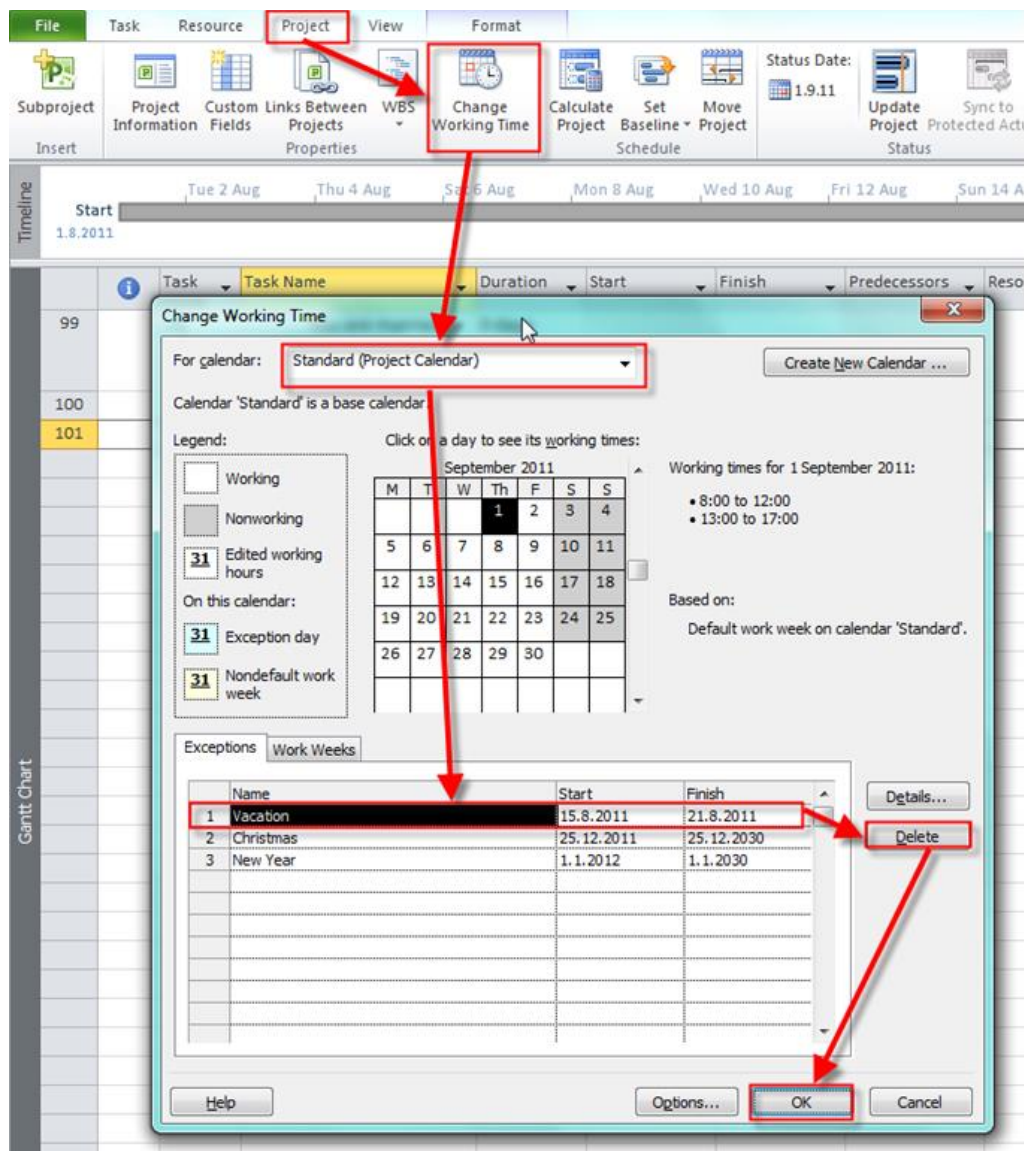 File Task Resource Project View Format
Subproject Project Information Custom Fields Links Between Projects WBS Change Working Time Calculate Project Set Baseline Move Project Status Date: 1.9.11 Update Project Sync to Protected Actu
Insert Properties Schedule Status
Timeline
Tue 2 Aug Thu 4 Aug Sat 6 Aug Mon 8 Aug Wed 10 Aug Fri 12 Aug Sun 14 A
Start
1.8.2011
Task Task Name Duration Start Finish Predecessors Reso
99
100
101
Gantt Chart
Change Working Time
For calendar: Standard (Project Calendar) Create New Calendar ...
Calendar 'Standard' is a base calendar.
Legend: Click on a day to see its working times:
Working
Nonworking
31 Edited working hours
On this calendar:
31 Exception day
31 Nondefault work week
September 2011
M T W Th F S S
1 2 3 4
5 6 7 8 9 10 11
12 13 14 15 16 17 18
19 20 21 22 23 24 25
26 27 28 29 30
Working times for 1 September 2011:
• 8:00 to 12:00
• 13:00 to 17:00
Based on:
Default work week on calendar 'Standard'.
Exceptions Work Weeks
Name Start Finish
1 Vacation 15.8.2011 21.8.2011
2 Christmas 25.12.2011 25.12.2030
3 New Year 1.1.2012 1.1.2030
Details...
Delete
Help Options... OK Cancel